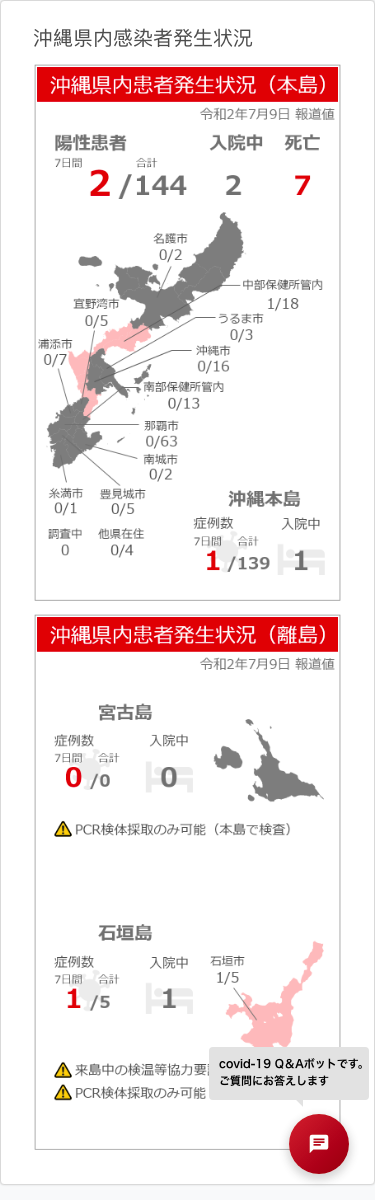 沖縄県内感染者発生状況
沖縄県内患者発生状況（本島）
令和2年7月9日 報道値
陽性患者 入院中 死亡
7日間 合計
2 /144 2 7
名護市
0/2
中部保健所管内
1/18
宜野湾市
0/5
うるま市
0/3
浦添市
0/7
沖縄市
0/16
南部保健所管内
0/13
那覇市
0/63
南城市
0/2
糸満市
0/1
豊見城市
0/5
調査中
0
他県在住
0/4
沖縄本島
症例数 入院中
7日間 合計
1 /139 1
沖縄県内患者発生状況（離島）
令和2年7月9日 報道値
宮古島
症例数 入院中
7日間 合計
0 /0 0
PCR検体採取のみ可能（本島で検査）
石垣島
症例数 入院中
7日間 合計
1 /5 1
石垣市
1/5
来島中の検温等協力要
PCR検体採取のみ可能
covid-19 Q&Aボットです。
ご質問にお答えします